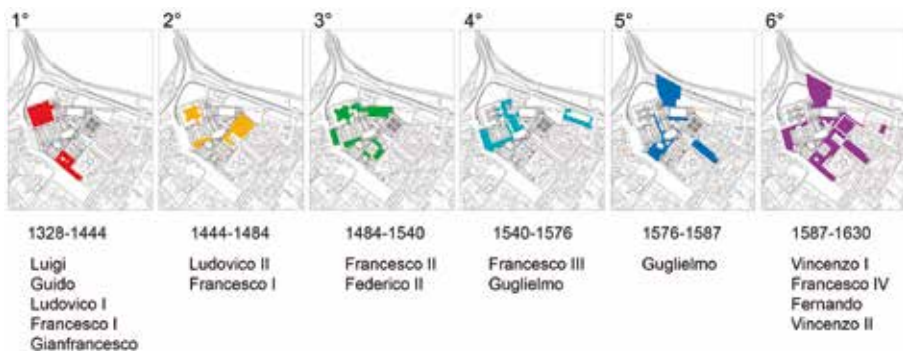 1° 2° 3° 4° 5° 6°
1328-1444 1444-1484 1484-1540 1540-1576 1576-1587 1587-1630
Luigi Ludovico II Francesco II Francesco III Guglielmo Vincenzo I
Guido Francesco I Federico II Guglielmo Francesco IV
Ludovico I Fernando
Francesco I Vincenzo II
Gianfrancesco